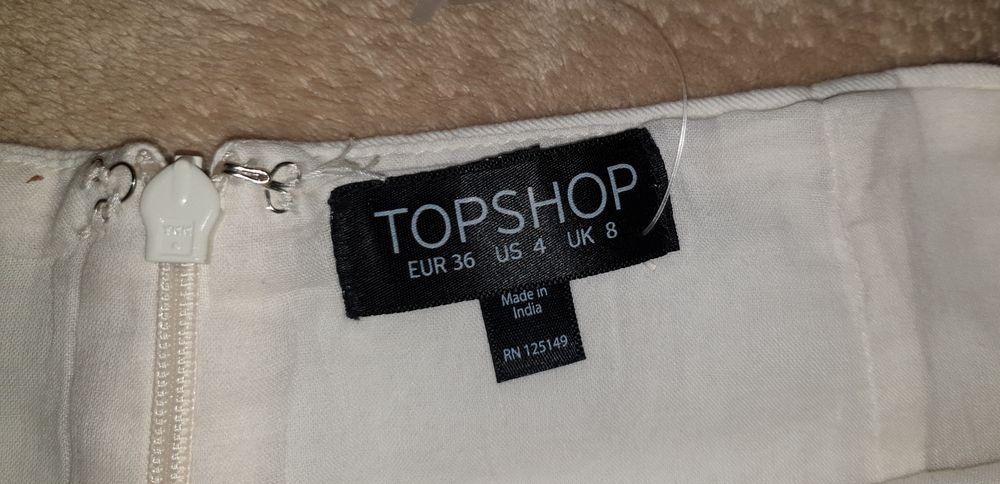 TOPSHOP
EUR 36 US 4 UK 8
Made in
India
RN 125149